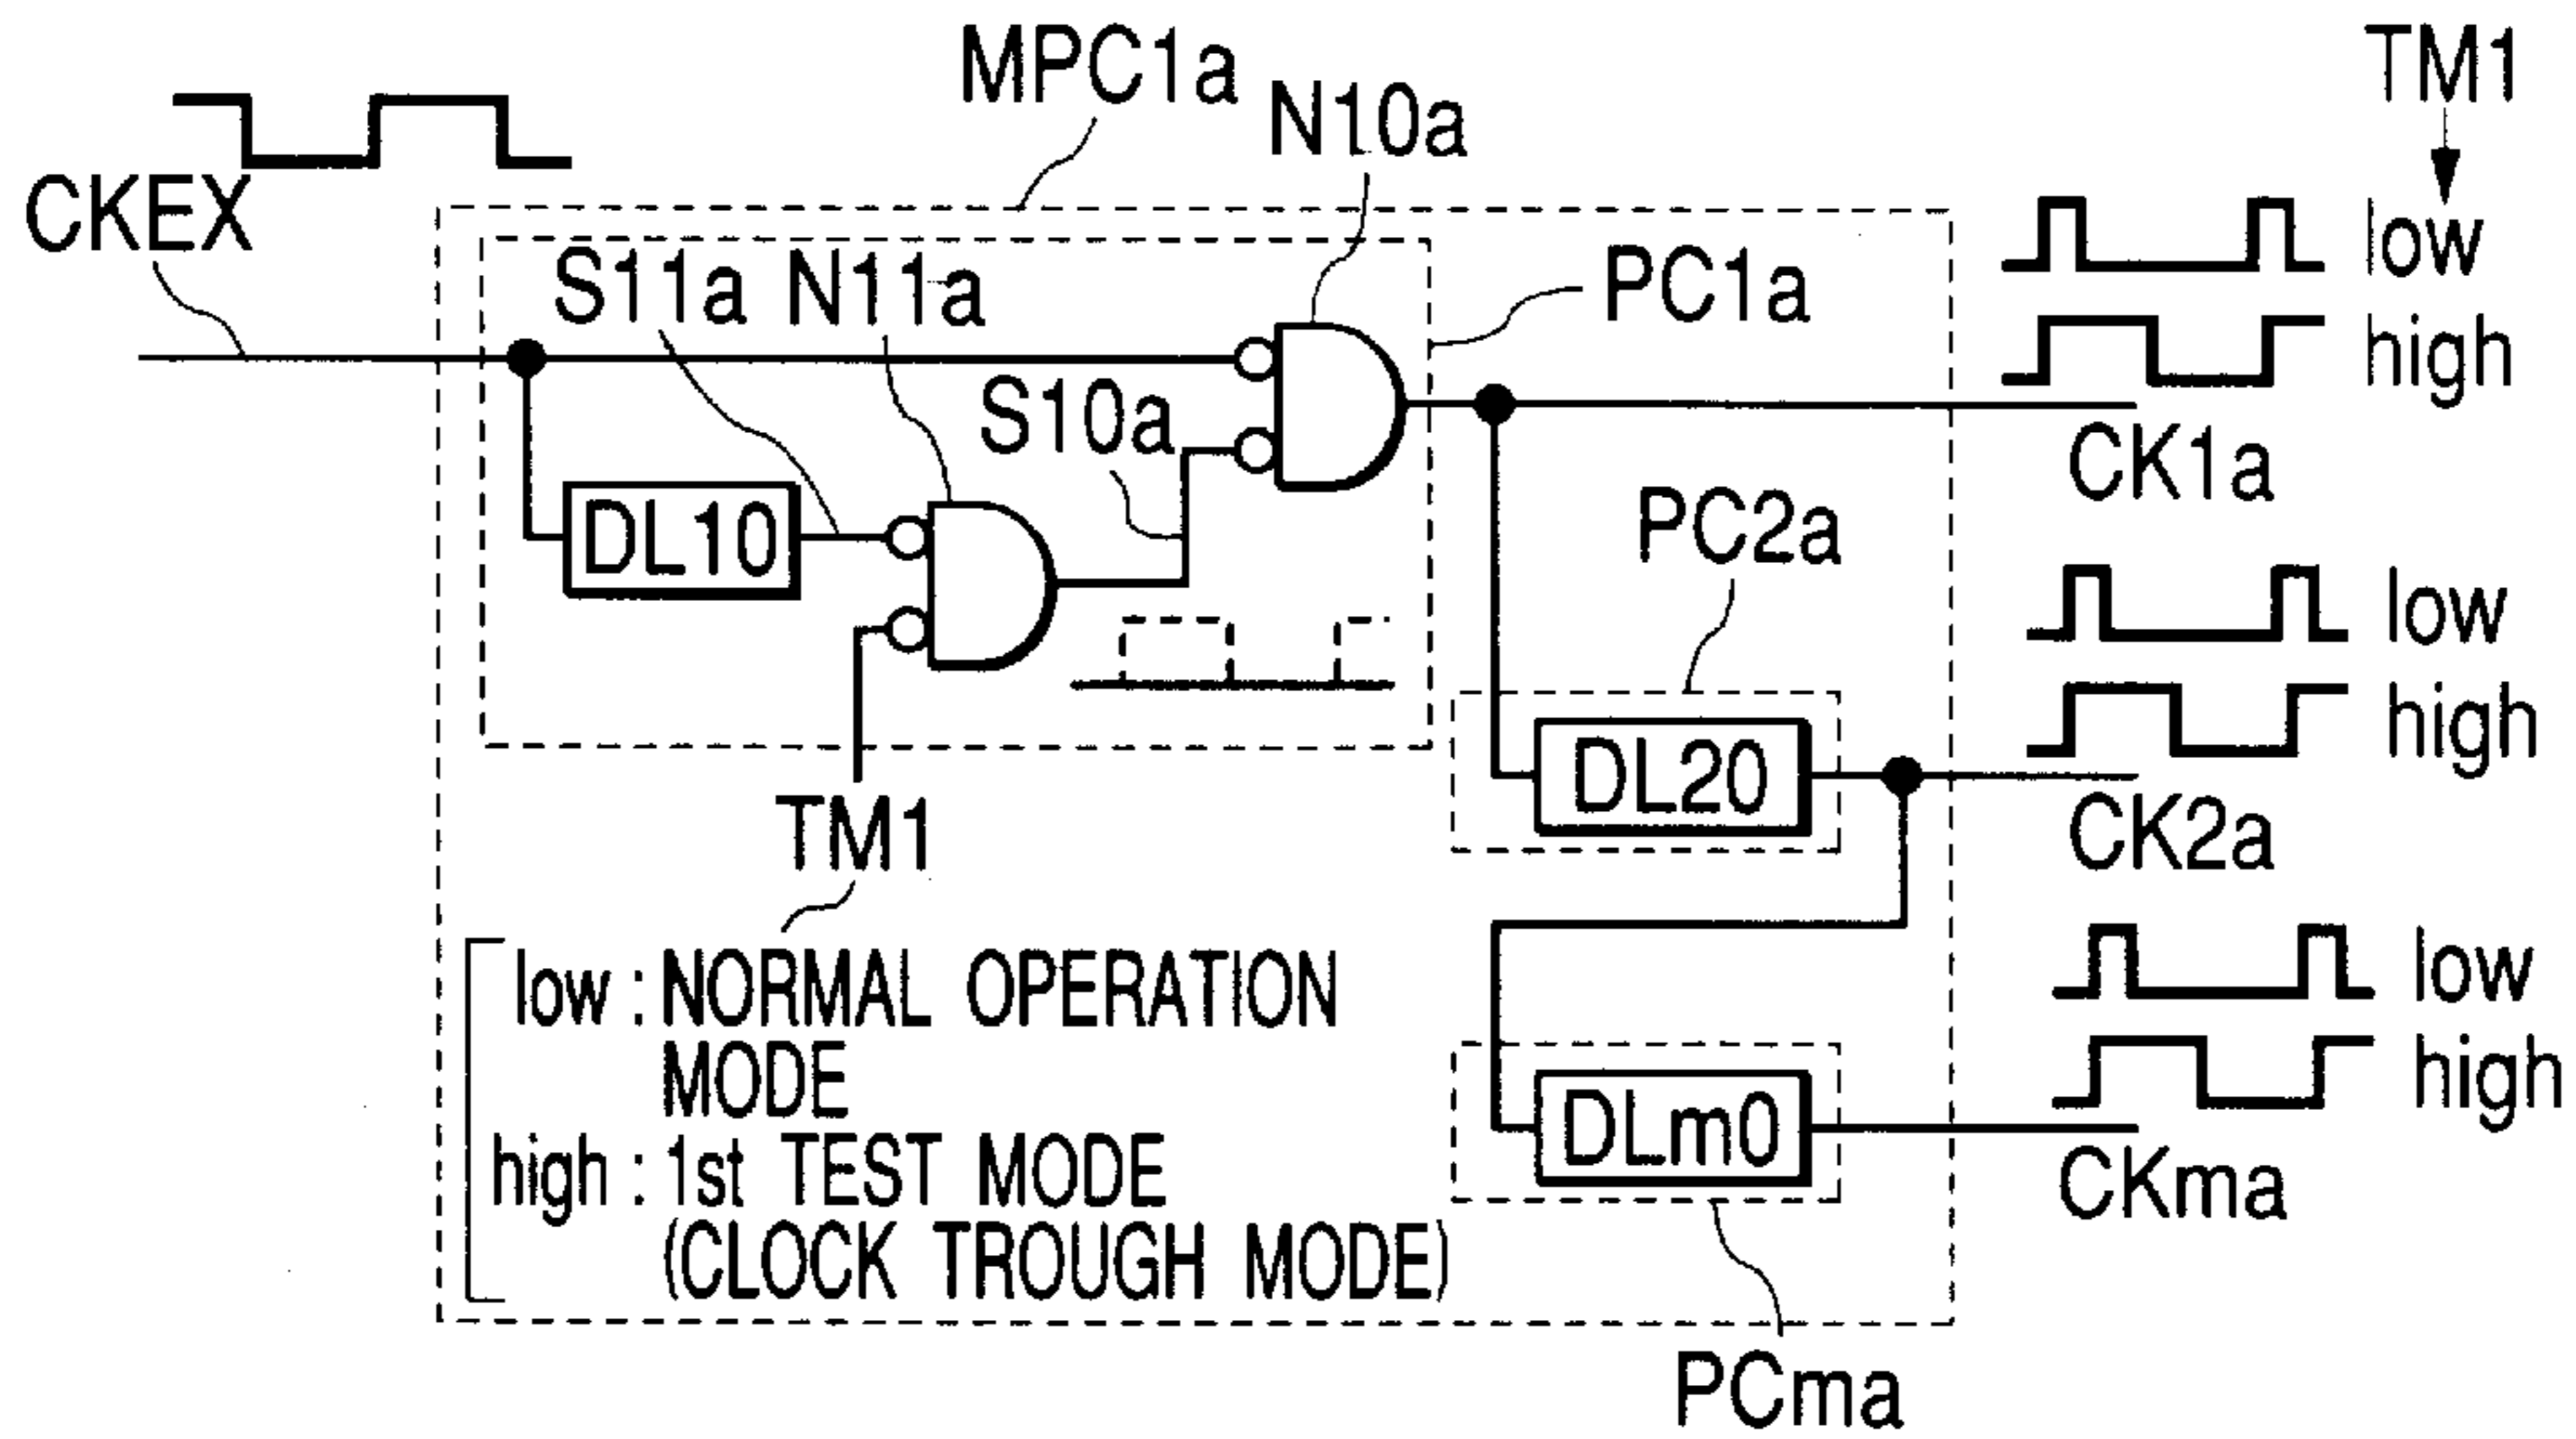 MPC1a
N10a
TM1
CKEX
low
high
S11a
N11a
PC1a
S10a
CK1a
DL10
PC2a
low
high
DL20
TM1
CK2a
low : NORMAL OPERATION
MODE
high : 1st TEST MODE
(CLOCK TROUGH MODE)
low
high
DLm0
CKma
PCma